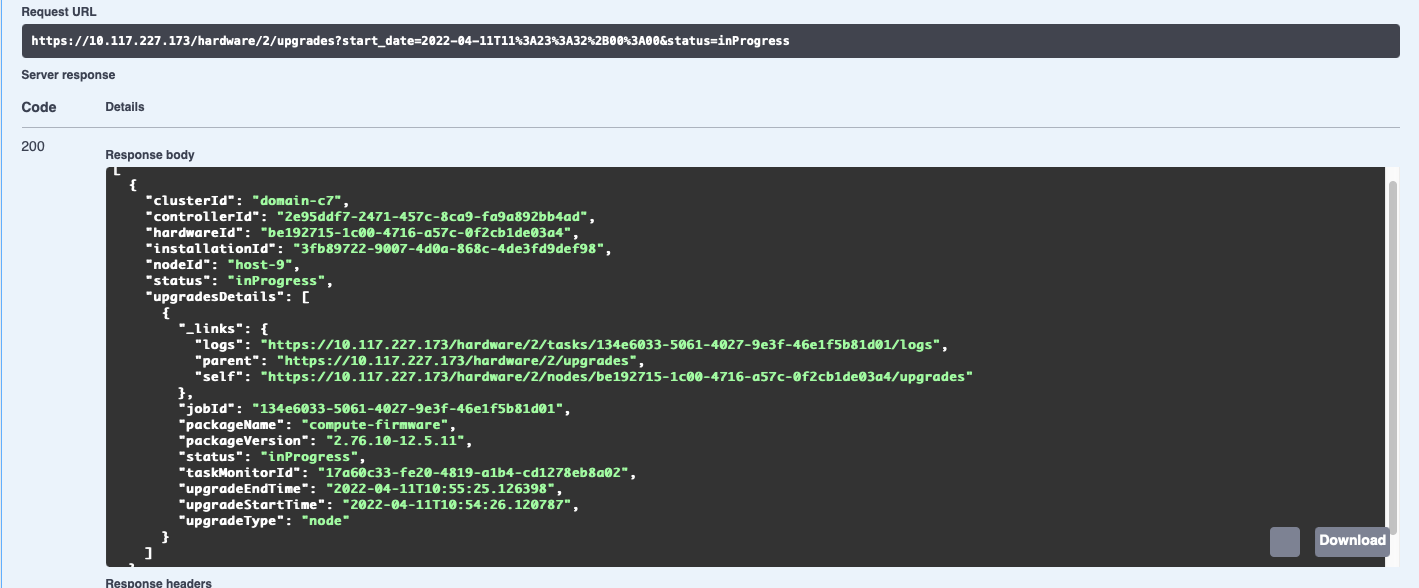 Request URL
https://10.117.227.173/hardware/2/upgrades?start_date=2022-04-11T11%3A23%3A32%2B00%3A00&status=inProgress
Server response
Code Details
200
Response body
[
{
"clusterId": "domain-c7",
"controllerId": "2e95ddf7-2471-457c-8ca9-fa9a892bb4ad",
"hardwareId": "be192715-1c00-4716-a57c-0f2cb1de03a4",
"installationId": "3fb89722-9007-4d0a-868c-4de3fd9def98",
"nodeId": "host-9",
"status": "inProgress",
"upgradesDetails": [
{
"_links": {
"logs": "https://10.117.227.173/hardware/2/tasks/134e6033-5061-4027-9e3f-46e1f5b81d01/logs",
"parent": "https://10.117.227.173/hardware/2/upgrades",
"self": "https://10.117.227.173/hardware/2/nodes/be192715-1c00-4716-a57c-0f2cb1de03a4/upgrades"
},
"jobId": "134e6033-5061-4027-9e3f-46e1f5b81d01",
"packageName": "compute-firmware",
"packageVersion": "2.76.10-12.5.11",
"status": "inProgress",
"taskMonitorId": "17a60c33-fe20-4819-a1b4-cd1278eb8a02",
"upgradeEndTime": "2022-04-11T10:55:25.126398",
"upgradeStartTime": "2022-04-11T10:54:26.120787",
"upgradeType": "node"
}
]
}
Download
Response headers